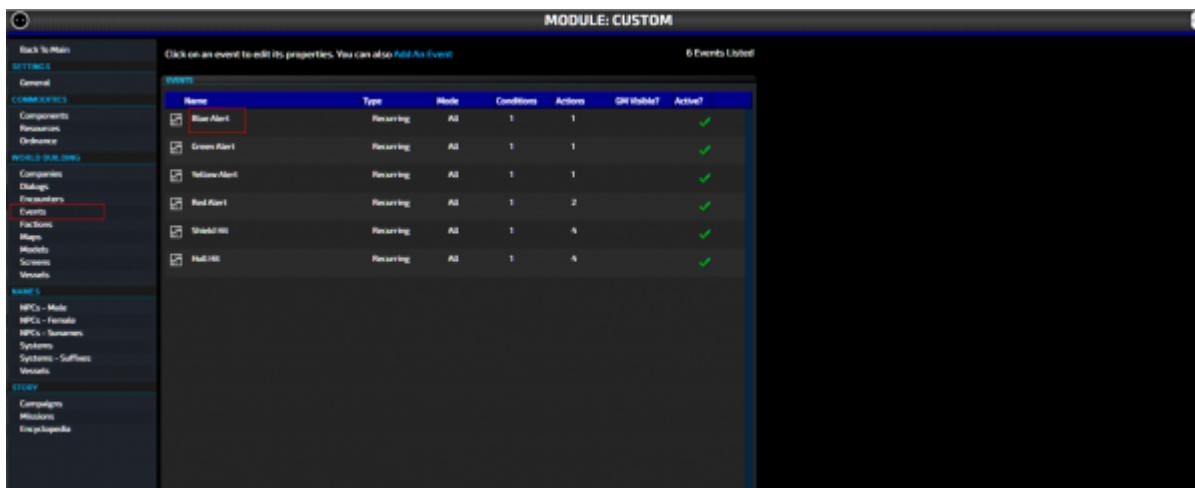 MODULE: CUSTOM
Back To Main
SETTINGS
General
COMMODITIES
Components
Resources
Ordnance
WORLD BUILDING
Companies
Dialogs
Encounters
Events
Factions
Maps
Models
Screens
Vessels
NAMES
NPCs - Male
NPCs - Female
NPCs - Surnames
Systems
Systems - Suffixes
Vessels
STORY
Campaigns
Missions
Encyclopedia
Click on an event to edit its properties. You can also Add An Event
6 Events Listed
EVENTS
Name Type Mode Conditions Actions GM Visible? Active?
Blue Alert Recurring All 1 1
Green Alert Recurring All 1 1
Yellow Alert Recurring All 1 1
Red Alert Recurring All 1 2
Shield Hit Recurring All 1 4
Hull Hit Recurring All 1 4